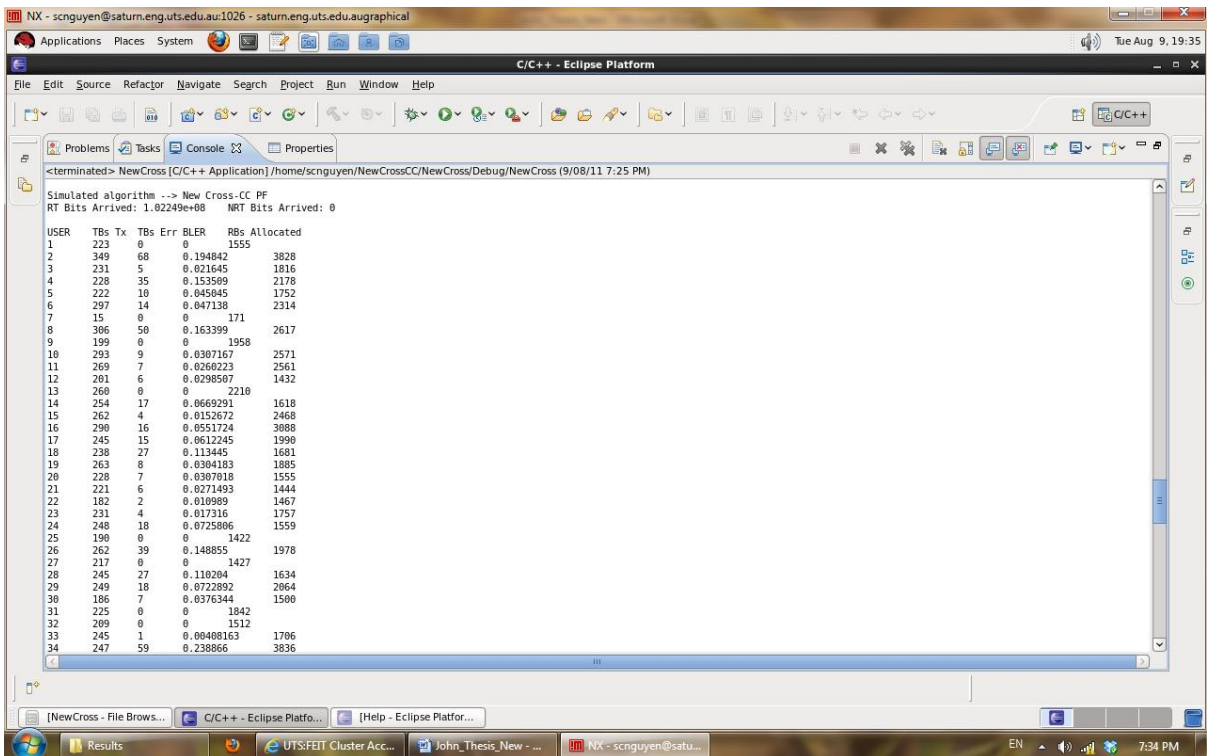 NX - scnguyen@saturn.eng.uts.edu.au:1026 - saturn.eng.uts.edu.augraphical
Applications Places System Tue Aug 9, 19:35
C/C++ - Eclipse Platform
File Edit Source Refactor Navigate Search Project Run Window Help
C/C++
Problems Tasks Console Properties
<terminated> NewCross [C/C++ Application] /home/scnguyen/NewCrossCC/NewCross/Debug/NewCross (9/08/11 7:25 PM)
Simulated algorithm --> New Cross-CC PF
RT Bits Arrived: 1.02249e+08 NRT Bits Arrived: 0
USER TBs Tx TBs Err BLER RBs Allocated
1 223 0 0 1555
2 349 68 0.194842 3828
3 231 5 0.021645 1816
4 228 35 0.153509 2178
5 222 10 0.045045 1752
6 297 14 0.047138 2314
7 15 0 0 171
8 306 50 0.163399 2617
9 199 0 0 1958
10 293 9 0.0307167 2571
11 269 7 0.0260223 2561
12 201 6 0.0298507 1432
13 260 0 0 2210
14 254 17 0.0669291 1618
15 262 4 0.0152672 2468
16 290 16 0.0551724 3088
17 245 15 0.0612245 1990
18 238 27 0.113445 1681
19 263 8 0.0304183 1885
20 228 7 0.0307018 1555
21 221 6 0.0271493 1444
22 182 2 0.010989 1467
23 231 4 0.017316 1757
24 248 18 0.0725806 1559
25 190 0 0 1422
26 262 39 0.148855 1978
27 217 0 0 1427
28 245 27 0.110204 1634
29 249 18 0.0722892 2064
30 186 7 0.0376344 1500
31 225 0 0 1842
32 209 0 0 1512
33 245 1 0.00408163 1706
34 247 59 0.238866 3836
[NewCross - File Brows... C/C++ - Eclipse Platfo... [Help - Eclipse Platfor...
Results UTS:FEIT Cluster Acc... John_Thesis_New - ... NX - scnguyen@satu... EN 7:34 PM